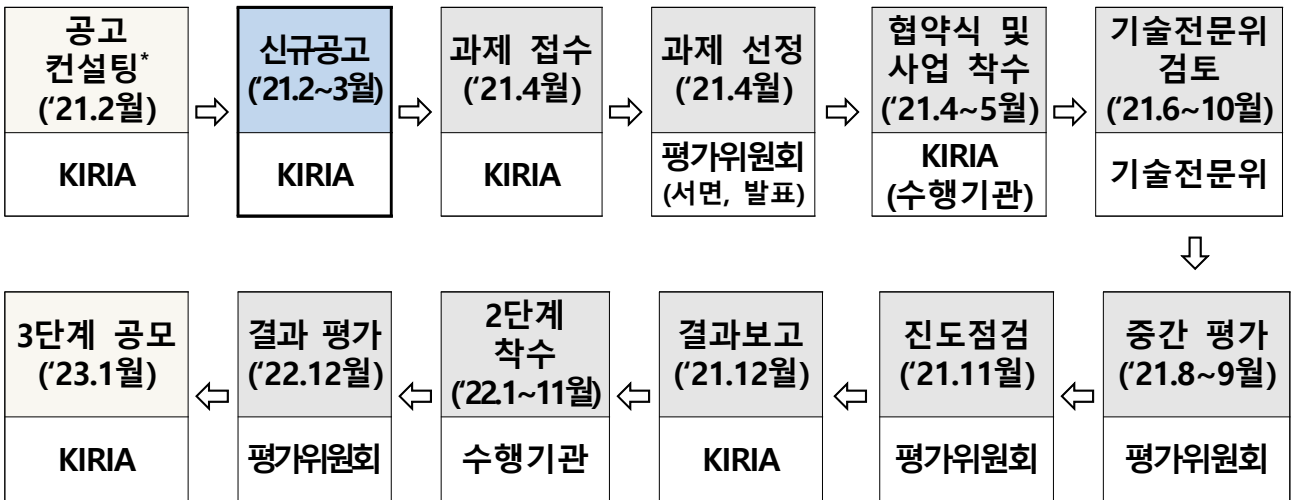 공고
컨설팅*
(‘21.2월)
KIRIA
신규공고
(‘21.2~3월)
KIRIA
과제 접수
(‘21.4월)
KIRIA
과제 선정
(‘21.4월)
평가위원회
(서면, 발표)
협약식 및
사업 착수
(‘21.4~5월)
KIRIA
(수행기관)
기술전문위
검토
(‘21.6~10월)
기술전문위
중간 평가
(‘21.8~9월)
평가위원회
진도점검
(‘21.11월)
평가위원회
결과보고
(‘21.12월)
KIRIA
2단계
착수
(‘22.1~11월)
수행기관
결과 평가
(‘22.12월)
평가위원회
3단계 공모
(‘23.1월)
KIRIA